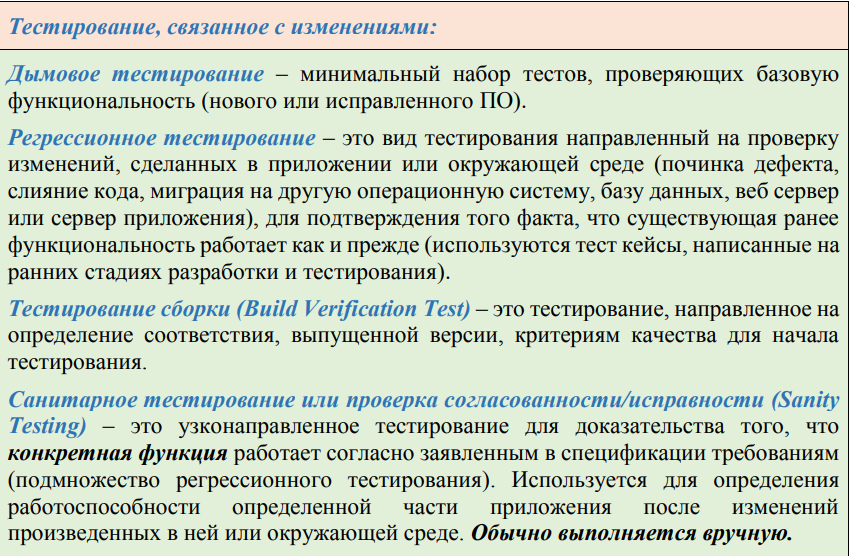 Тестирование, связанное с изменениями:
Дымовое тестирование – минимальный набор тестов, проверяющих базовую
функциональность (нового или исправленного ПО).
Регрессионное тестирование – это вид тестирования направленный на проверку
изменений, сделанных в приложении или окружающей среде (починка дефекта,
слияние кода, миграция на другую операционную систему, базу данных, веб сервер
или сервер приложения), для подтверждения того факта, что существующая ранее
функциональность работает как и прежде (используются тест кейсы, написанные на
ранних стадиях разработки и тестирования).
Тестирование сборки (Build Verification Test) – это тестирование, направленное на
определение соответствия, выпущенной версии, критериям качества для начала
тестирования.
Санитарное тестирование или проверка согласованности/исправности (Sanity
Testing) – это узконаправленное тестирование для доказательства того, что
конкретная функция работает согласно заявленным в спецификации требованиям
(подмножество регрессионного тестирования). Используется для определения
работоспособности определенной части приложения после изменений
произведенных в ней или окружающей среде. Обычно выполняется вручную.